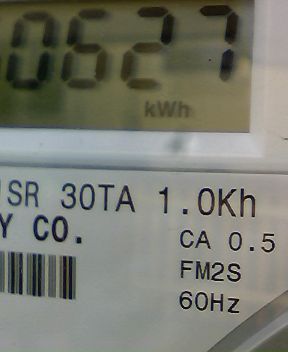 0627
kWh
SR 30TA 1.0Kh
Y CO.
CA 0.5
FM2S
60Hz